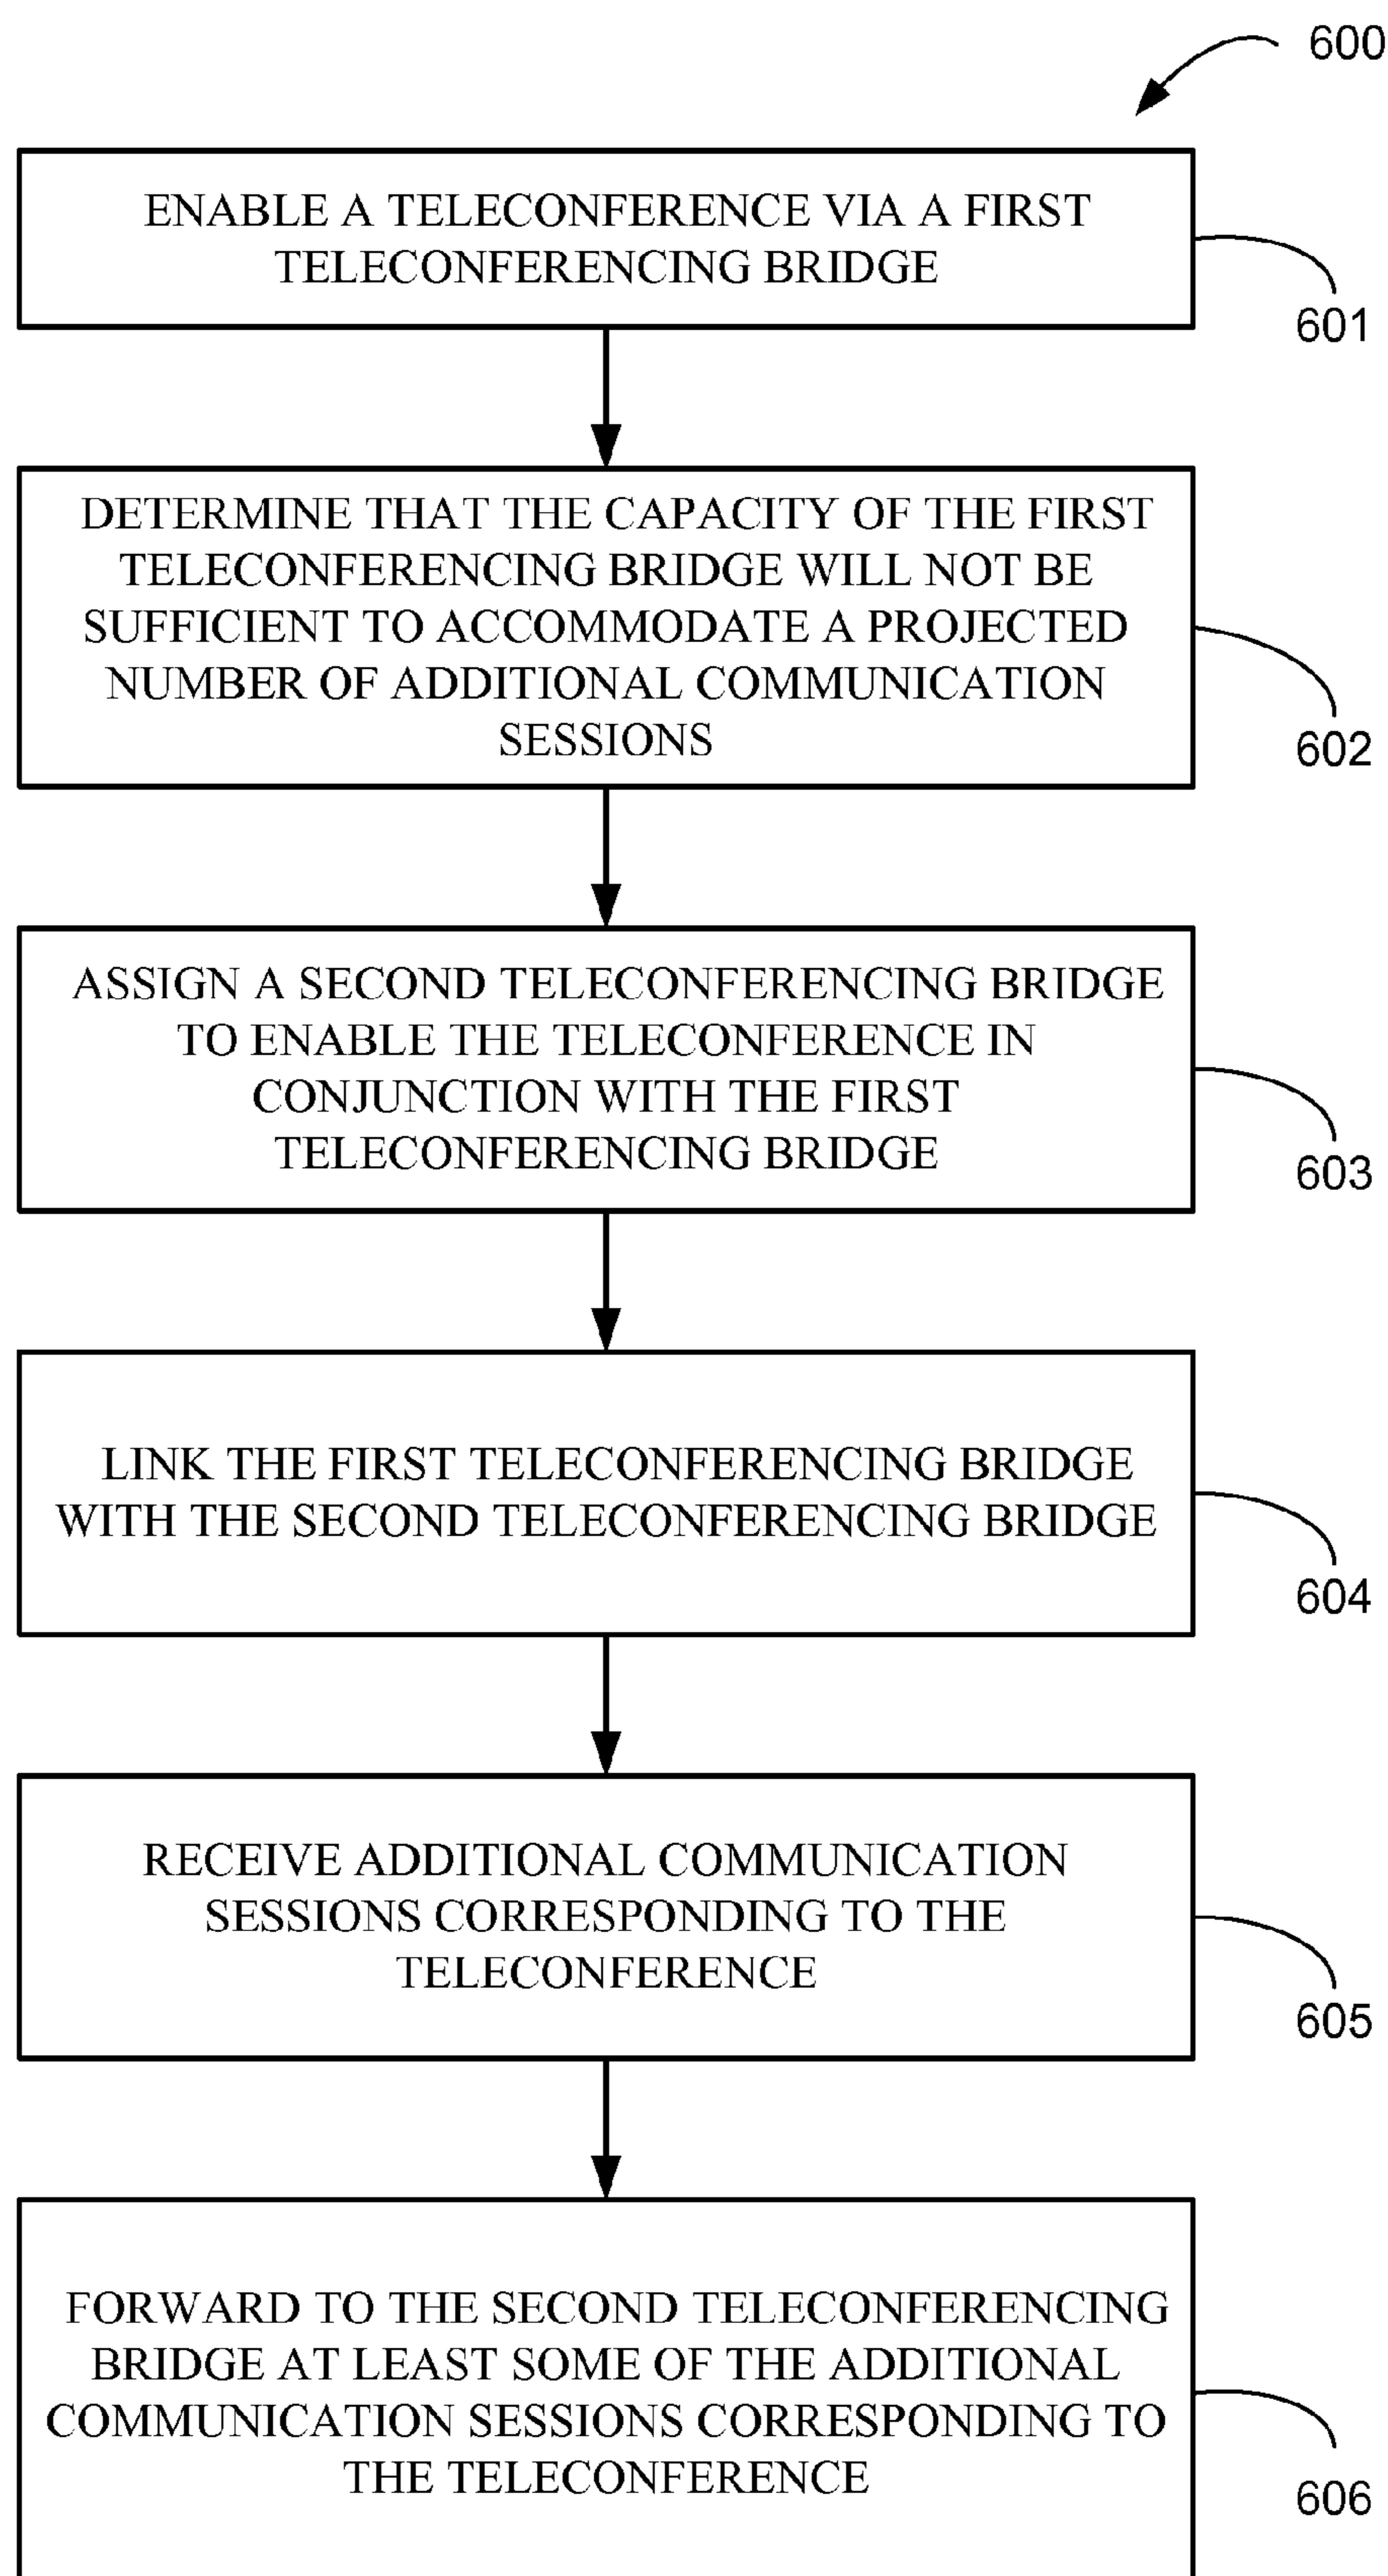 600
ENABLE A TELECONFERENCE VIA A FIRST
TELECONFERENCING BRIDGE
601
DETERMINE THAT THE CAPACITY OF THE FIRST
TELECONFERENCING BRIDGE WILL NOT BE
SUFFICIENT TO ACCOMMODATE A PROJECTED
NUMBER OF ADDITIONAL COMMUNICATION
SESSIONS
602
ASSIGN A SECOND TELECONFERENCING BRIDGE
TO ENABLE THE TELECONFERENCE IN
CONJUNCTION WITH THE FIRST
TELECONFERENCING BRIDGE
603
LINK THE FIRST TELECONFERENCING BRIDGE
WITH THE SECOND TELECONFERENCING BRIDGE
604
RECEIVE ADDITIONAL COMMUNICATION
SESSIONS CORRESPONDING TO THE
TELECONFERENCE
605
FORWARD TO THE SECOND TELECONFERENCING
BRIDGE AT LEAST SOME OF THE ADDITIONAL
COMMUNICATION SESSIONS CORRESPONDING TO
THE TELECONFERENCE
606